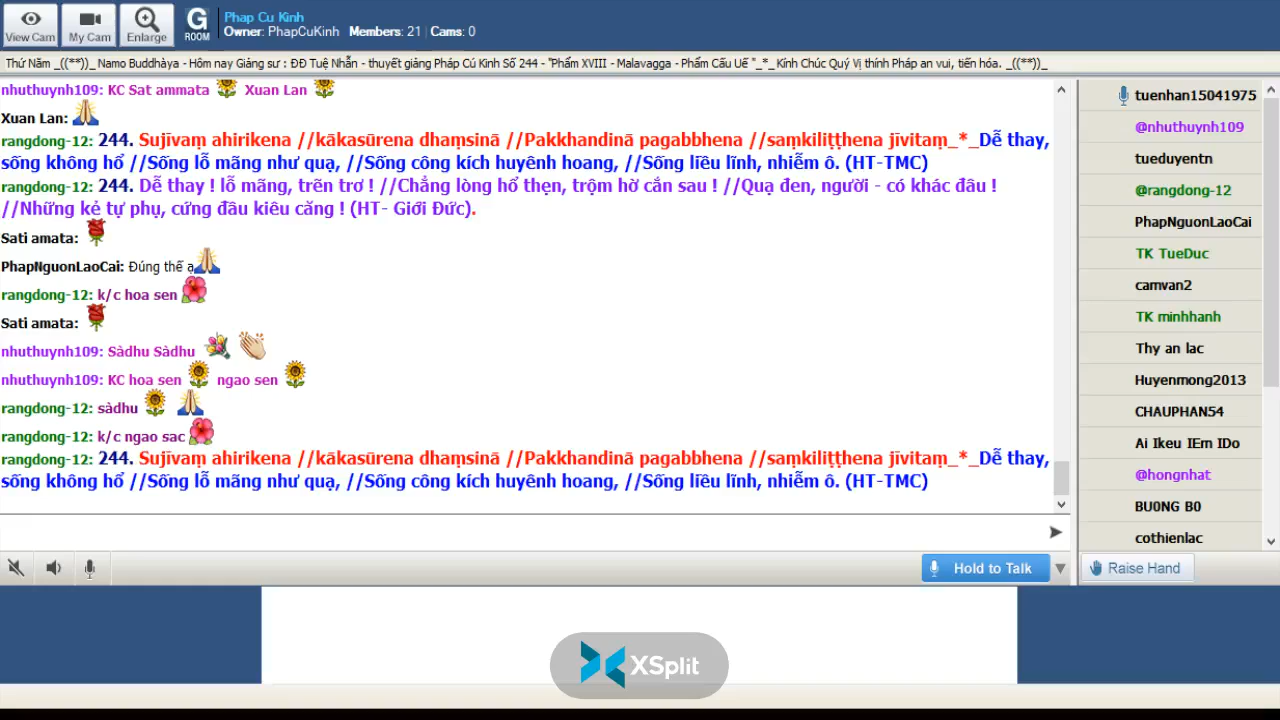 View Cam
My Cam
Enlarge
G
ROOM
Phap Cu Kinh
Owner: PhapCuKinh Members: 21 Cams: 0
Thứ Năm _((**))_ Namo Buddhàya - Hôm nay Giảng sư : ĐĐ Tuệ Nhẫn - thuyết giảng Pháp Cú Kinh Số 244 - "Phẩm XVIII - Malavagga - Phẩm Cấu Uế "_*_ Kính Chúc Quý Vị thính Pháp an vui, tiến hóa. _((**))_
nhuthuynh109: KC Sat ammata Xuan Lan
Xuan Lan:
rangdong-12: 244. Sujīvaṃ ahirikena //kākasūrena dhaṃsinā //Pakkhandinā pagabbhena //saṃkiliṭṭhena jīvitaṃ_*_Dễ thay,
sống không hổ //Sống lỗ mãng như quạ, //Sống công kích huyênh hoang, //Sống liều lĩnh, nhiễm ô. (HT-TMC)
rangdong-12: 244. Dễ thay ! lỗ mãng, trẽn trơ ! //Chẳng lòng hổ thẹn, trộm hờ cắn sau ! //Quạ đen, người - có khác đâu !
//Những kẻ tự phụ, cứng đầu kiêu căng ! (HT- Giới Đức).
Sati amata:
PhapNguonLaoCai: Đúng thế ạ
rangdong-12: k/c hoa sen
Sati amata:
nhuthuynh109: Sàdhu Sàdhu
nhuthuynh109: KC hoa sen ngao sen
rangdong-12: sàdhu
rangdong-12: k/c ngao sac
rangdong-12: 244. Sujīvaṃ ahirikena //kākasūrena dhaṃsinā //Pakkhandinā pagabbhena //saṃkiliṭṭhena jīvitaṃ_*_Dễ thay,
sống không hổ //Sống lỗ mãng như quạ, //Sống công kích huyênh hoang, //Sống liều lĩnh, nhiễm ô. (HT-TMC)
Hold to Talk
tuenhan15041975
@nhuthuynh109
tueduyentn
@rangdong-12
PhapNguonLaoCai
TK TueDuc
camvan2
TK minhhanh
Thy an lac
Huyenmong2013
CHAUPHAN54
Ai Ikeu IEm IDo
@hongnhat
BU0NG B0
cothienlac
Raise Hand
XSplit